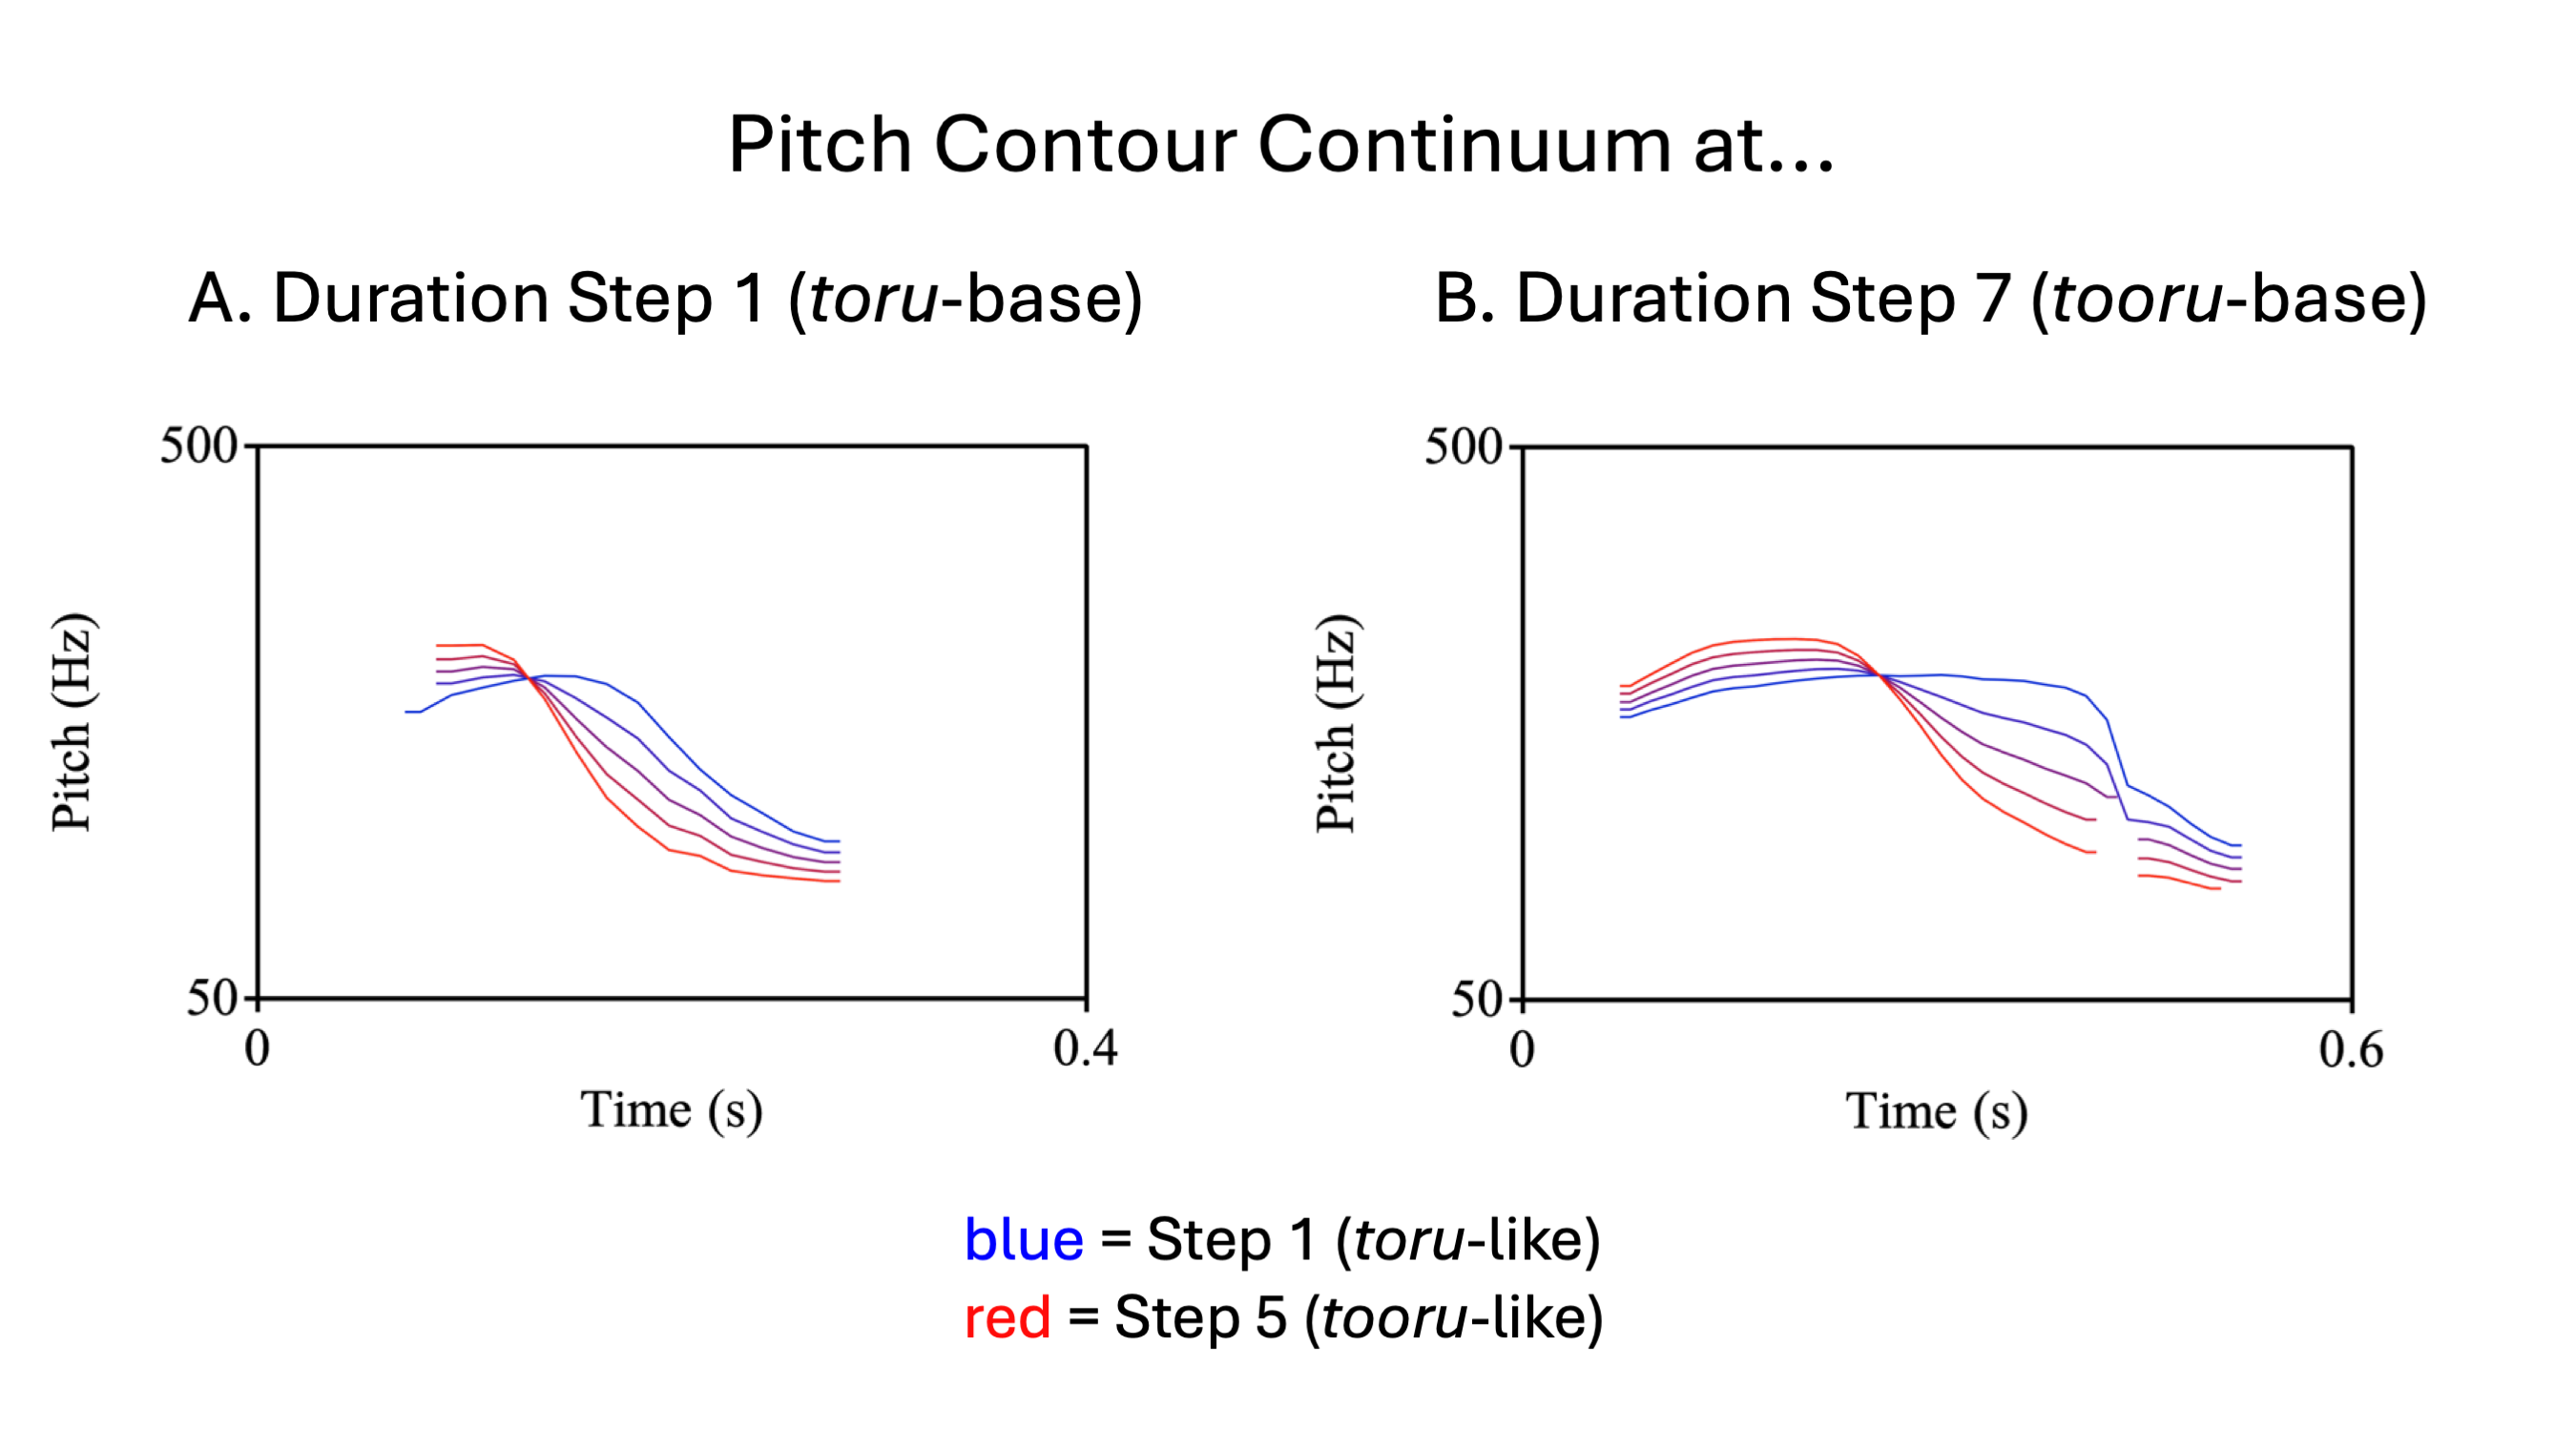 Pitch Contour Continuum at...
A. Duration Step 1 (toru-base)
B. Duration Step 7 (tooru-base)
500
Pitch (Hz)
50
0
0.4
Time (s)
500
Pitch (Hz)
50
0
0.6
Time (s)
blue = Step 1 (toru-like)
red = Step 5 (tooru-like)